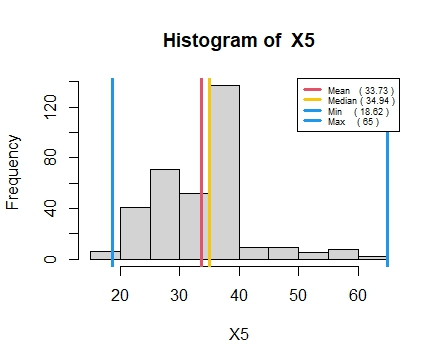 Histogram of  X5
Frequency
0
40
80
120
Mean ( 33.73 )
Median ( 34.94 )
Min ( 18.62 )
Max ( 65 )
20 30 40 50 60
X5